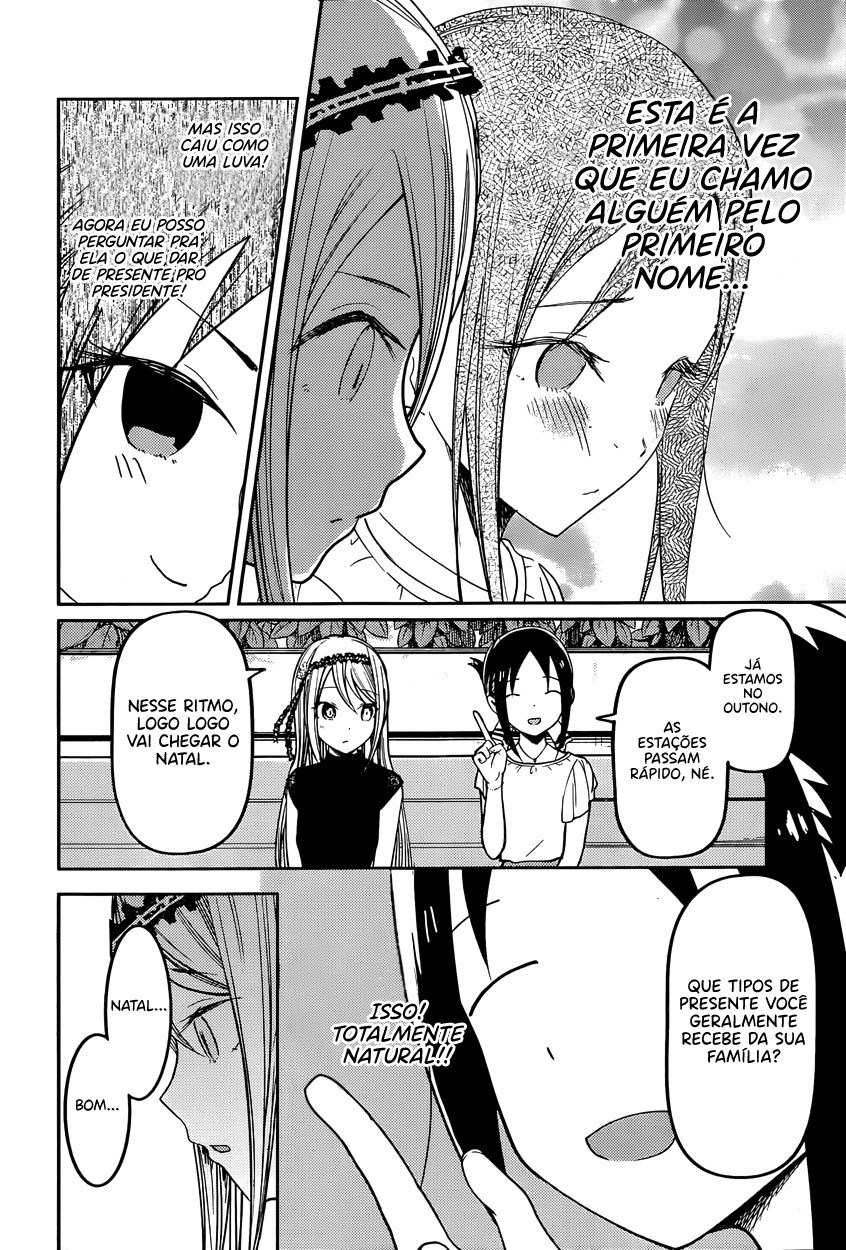 ESTA É A
PRIMEIRA VEZ
QUE EU CHAMO
ALGUÉM PELO
PRIMEIRO
NOME...
MAS ISSO
CAIU COMO
UMA LUVA!
AGORA EU POSSO
PERGUNTAR PRA
ELA O QUE DAR
DE PRESENTE PRO
PRESIDENTE!
JÁ
ESTAMOS
NO
OUTONO.
AS
ESTAÇÕES
PASSAM
RÁPIDO, NÉ.
NESSE RITMO,
LOGO LOGO
VAI CHEGAR O
NATAL.
QUE TIPOS DE
PRESENTE VOCÊ
GERALMENTE
RECEBE DA SUA
FAMÍLIA?
ISSO!
TOTALMENTE
NATURAL!!
NATAL...
BOM...